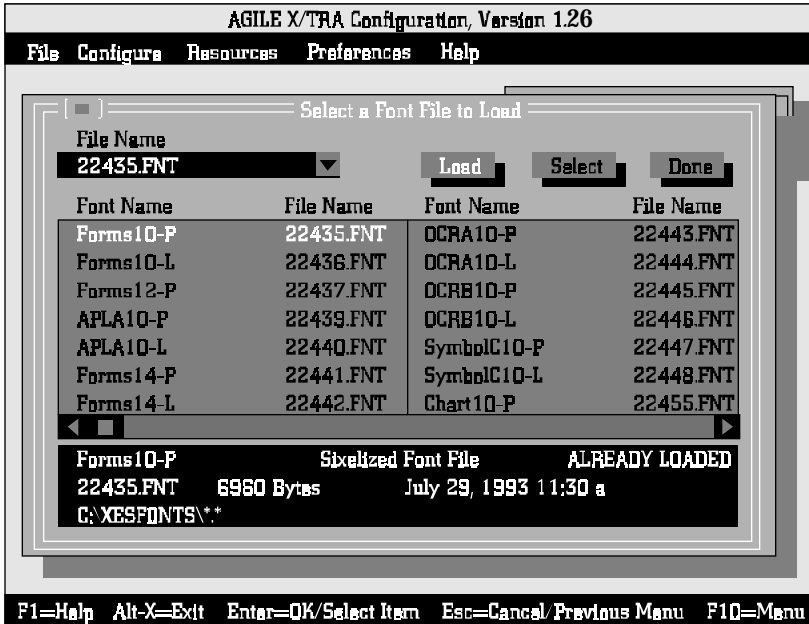 AGILE X/TRA Configuration, Version 1.26
File Configure Resources Preferences Help
Select a Font File to Load
File Name
22435.FNT Load Select Done
Font Name File Name Font Name File Name
Forms10-P 22435.FNT OCRA10-P 22443.FNT
Forms10-L 22436.FNT OCRA10-L 22444.FNT
Forms12-P 22437.FNT OCRB10-P 22445.FNT
APLA10-P 22439.FNT OCRB10-L 22446.FNT
APLA10-L 22440.FNT SymbolC10-P 22447.FNT
Forms14-P 22441.FNT SymbolC10-L 22448.FNT
Forms14-L 22442.FNT Chart10-P 22455.FNT
Forms10-P Sixelized Font File ALREADY LOADED
22435.FNT 6960 Bytes July 29, 1993 11:30 a
C:\XESFONTS\*.*
F1=Help Alt-X=Exit Enter=OK/Select Item Esc=Cancel/Previous Menu F10=Menu